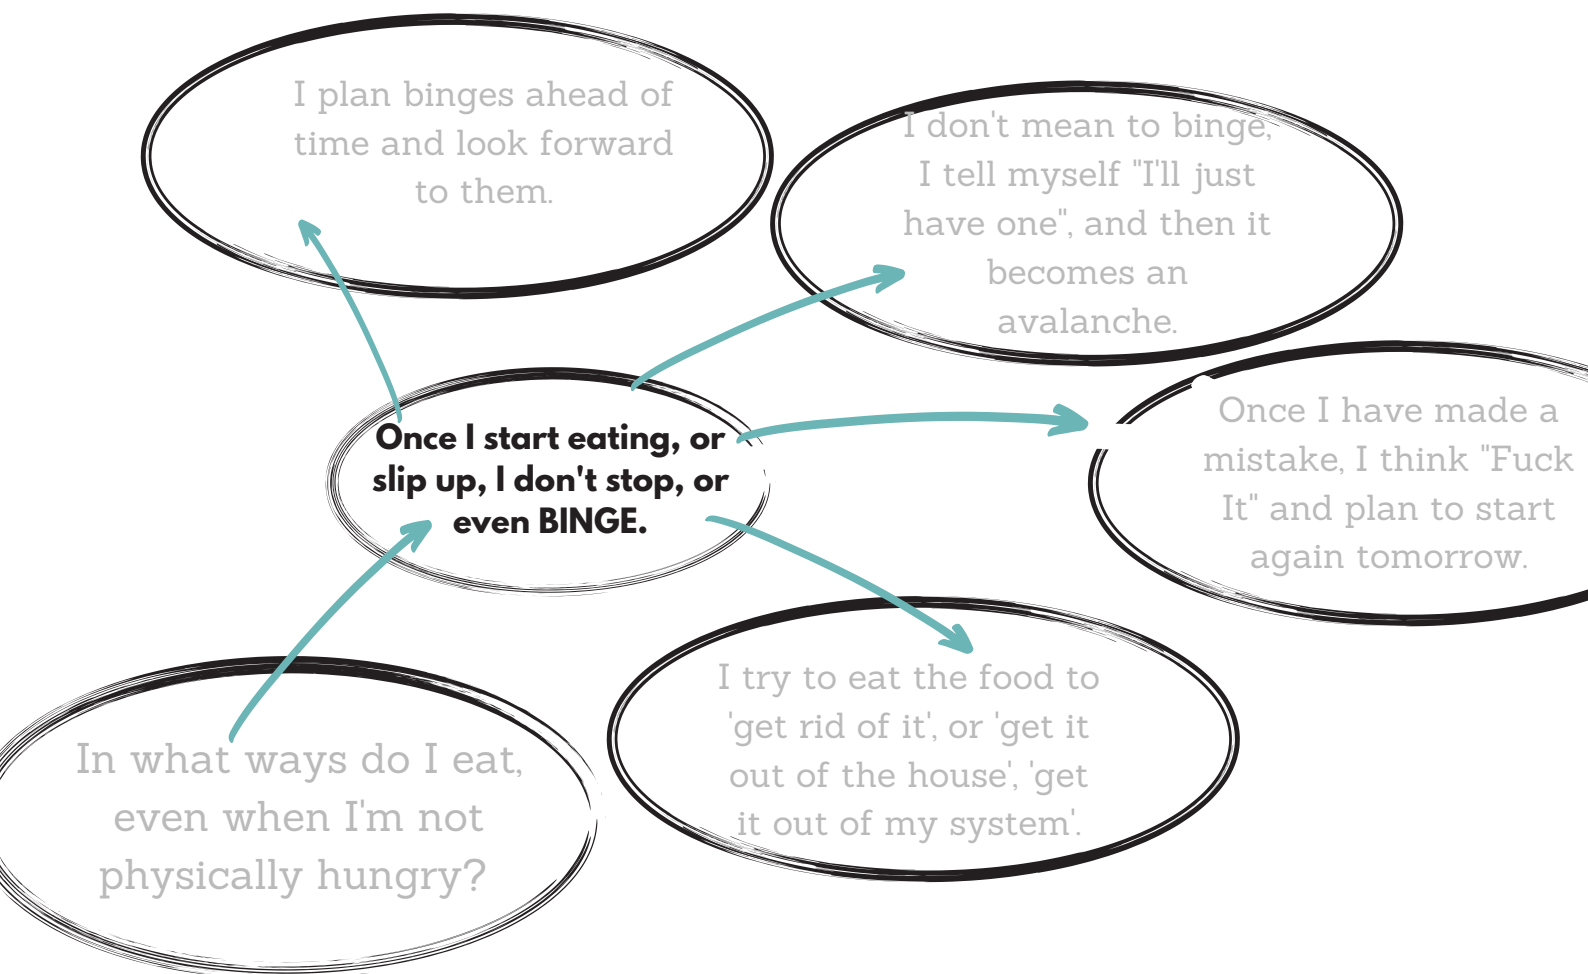 I plan binges ahead of
time and look forward
to them.
I don't mean to binge,
I tell myself "I'll just
have one", and then it
becomes an
avalanche.
Once I have made a
mistake, I think "Fuck
It" and plan to start
again tomorrow.
Once I start eating, or
slip up, I don't stop, or
even BINGE.
I try to eat the food to
'get rid of it', or 'get it
out of the house', 'get
it out of my system'.
In what ways do I eat,
even when I'm not
physically hungry?